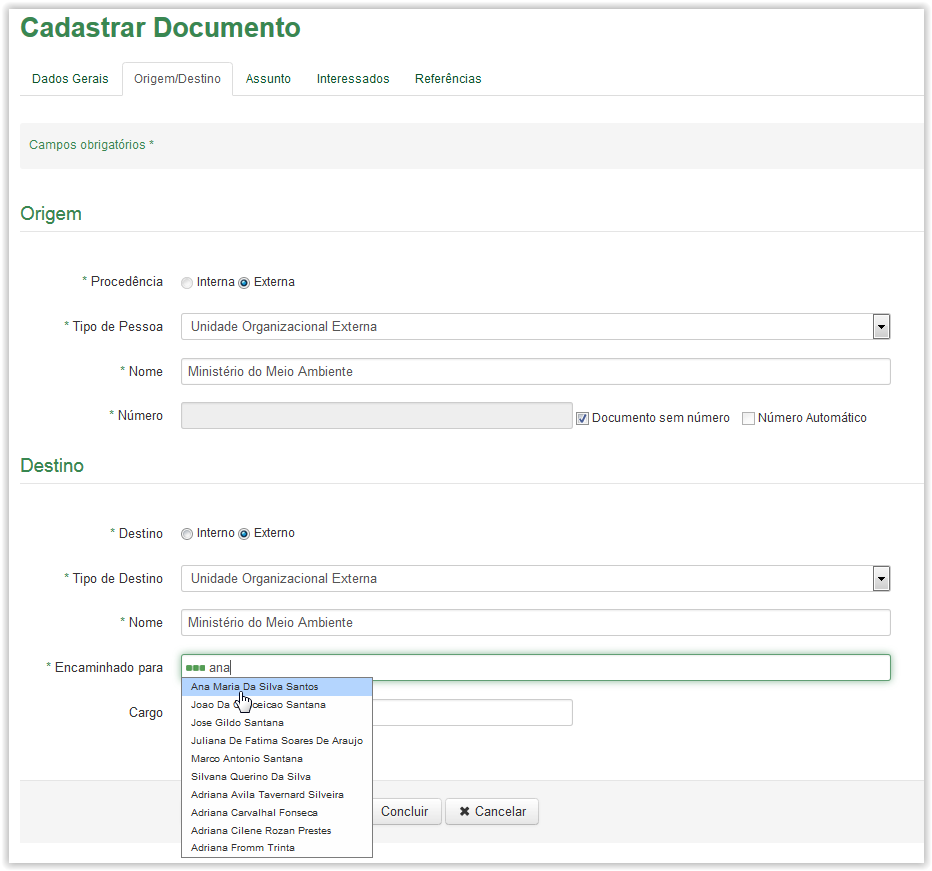 Cadastrar Documento
Dados Gerais Origem/Destino Assunto Interessados Referências
Campos obrigatórios *
Origem
* Procedência Interna Externa
* Tipo de Pessoa Unidade Organizacional Externa
* Nome Ministério do Meio Ambiente
* Número Documento sem número Número Automático
Destino
* Destino Interno Externo
* Tipo de Destino Unidade Organizacional Externa
* Nome Ministério do Meio Ambiente
* Encaminhado para ana
Ana Maria Da Silva Santos
Cargo
Joao Da Santana
Jose Gildo Santana
Juliana De Fatima Soares De Araujo
Marco Antonio Santana
Silvana Querino Da Silva
Adriana Avila Tavernard Silveira
Adriana Carvalhal Fonseca
Adriana Cilene Rozan Prestes
Adriana Fromm Trinta
Concluir ✖ Cancelar